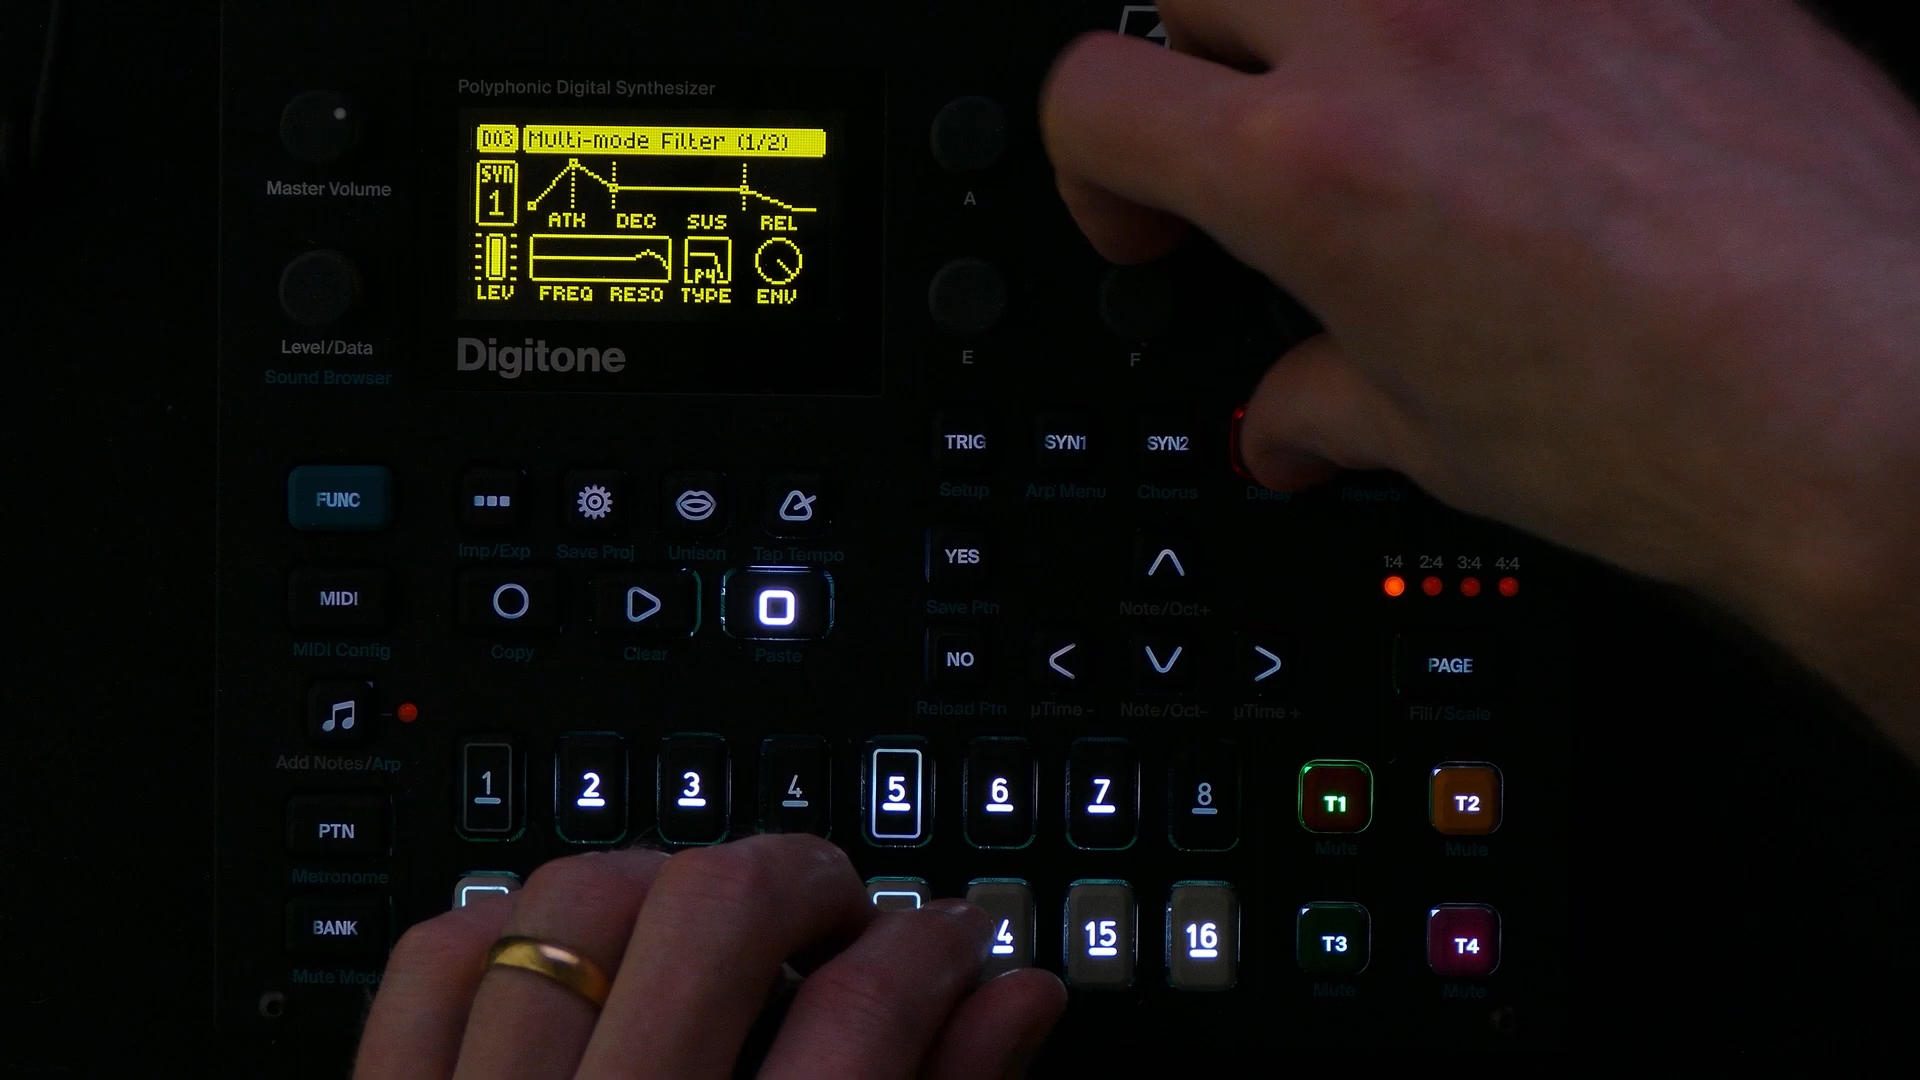 Polyphonic Digital Synthesizer
D03 Multi-mode Filter (1/2)
SYN
1
ATK DEC SUS REL
LP4
LEV FREQ RESO TYPE ENV
Digitone
Master Volume
Level/Data
Sound Browser
A
E
F
TRIG SYN1 SYN2
Setup Arp Menu Chorus Delay Reverb
FUNC
Imp/Exp Save Proj Unison Tap Tempo
MIDI
MIDI Config
Copy Clear Paste
YES
Save Ptn
Note/Oct+
NO
Reload Ptn µTime - Note/Oct- µTime +
1:4 2:4 3:4 4:4
PAGE
Fill/Scale
Add Notes/Arp
PTN
Metronome
BANK
Mute Mode
1 2 3 4 5 6 7 8
T1 T2
Mute Mute
4 15 16
T3 T4
Mute Mute